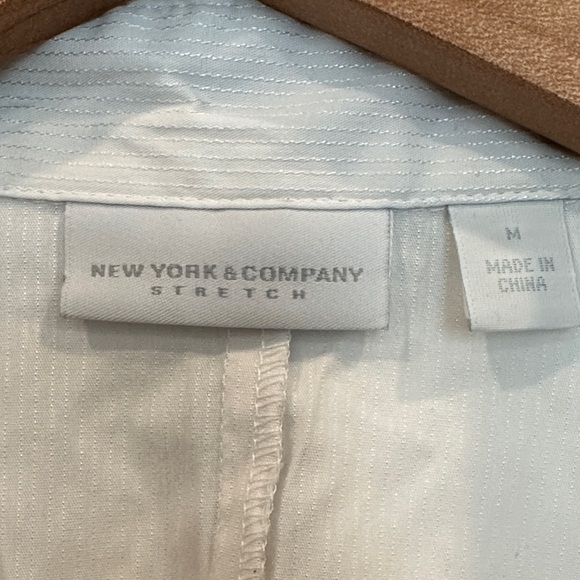 NEW YORK & COMPANY
STRETCH
M
MADE IN
CHINA